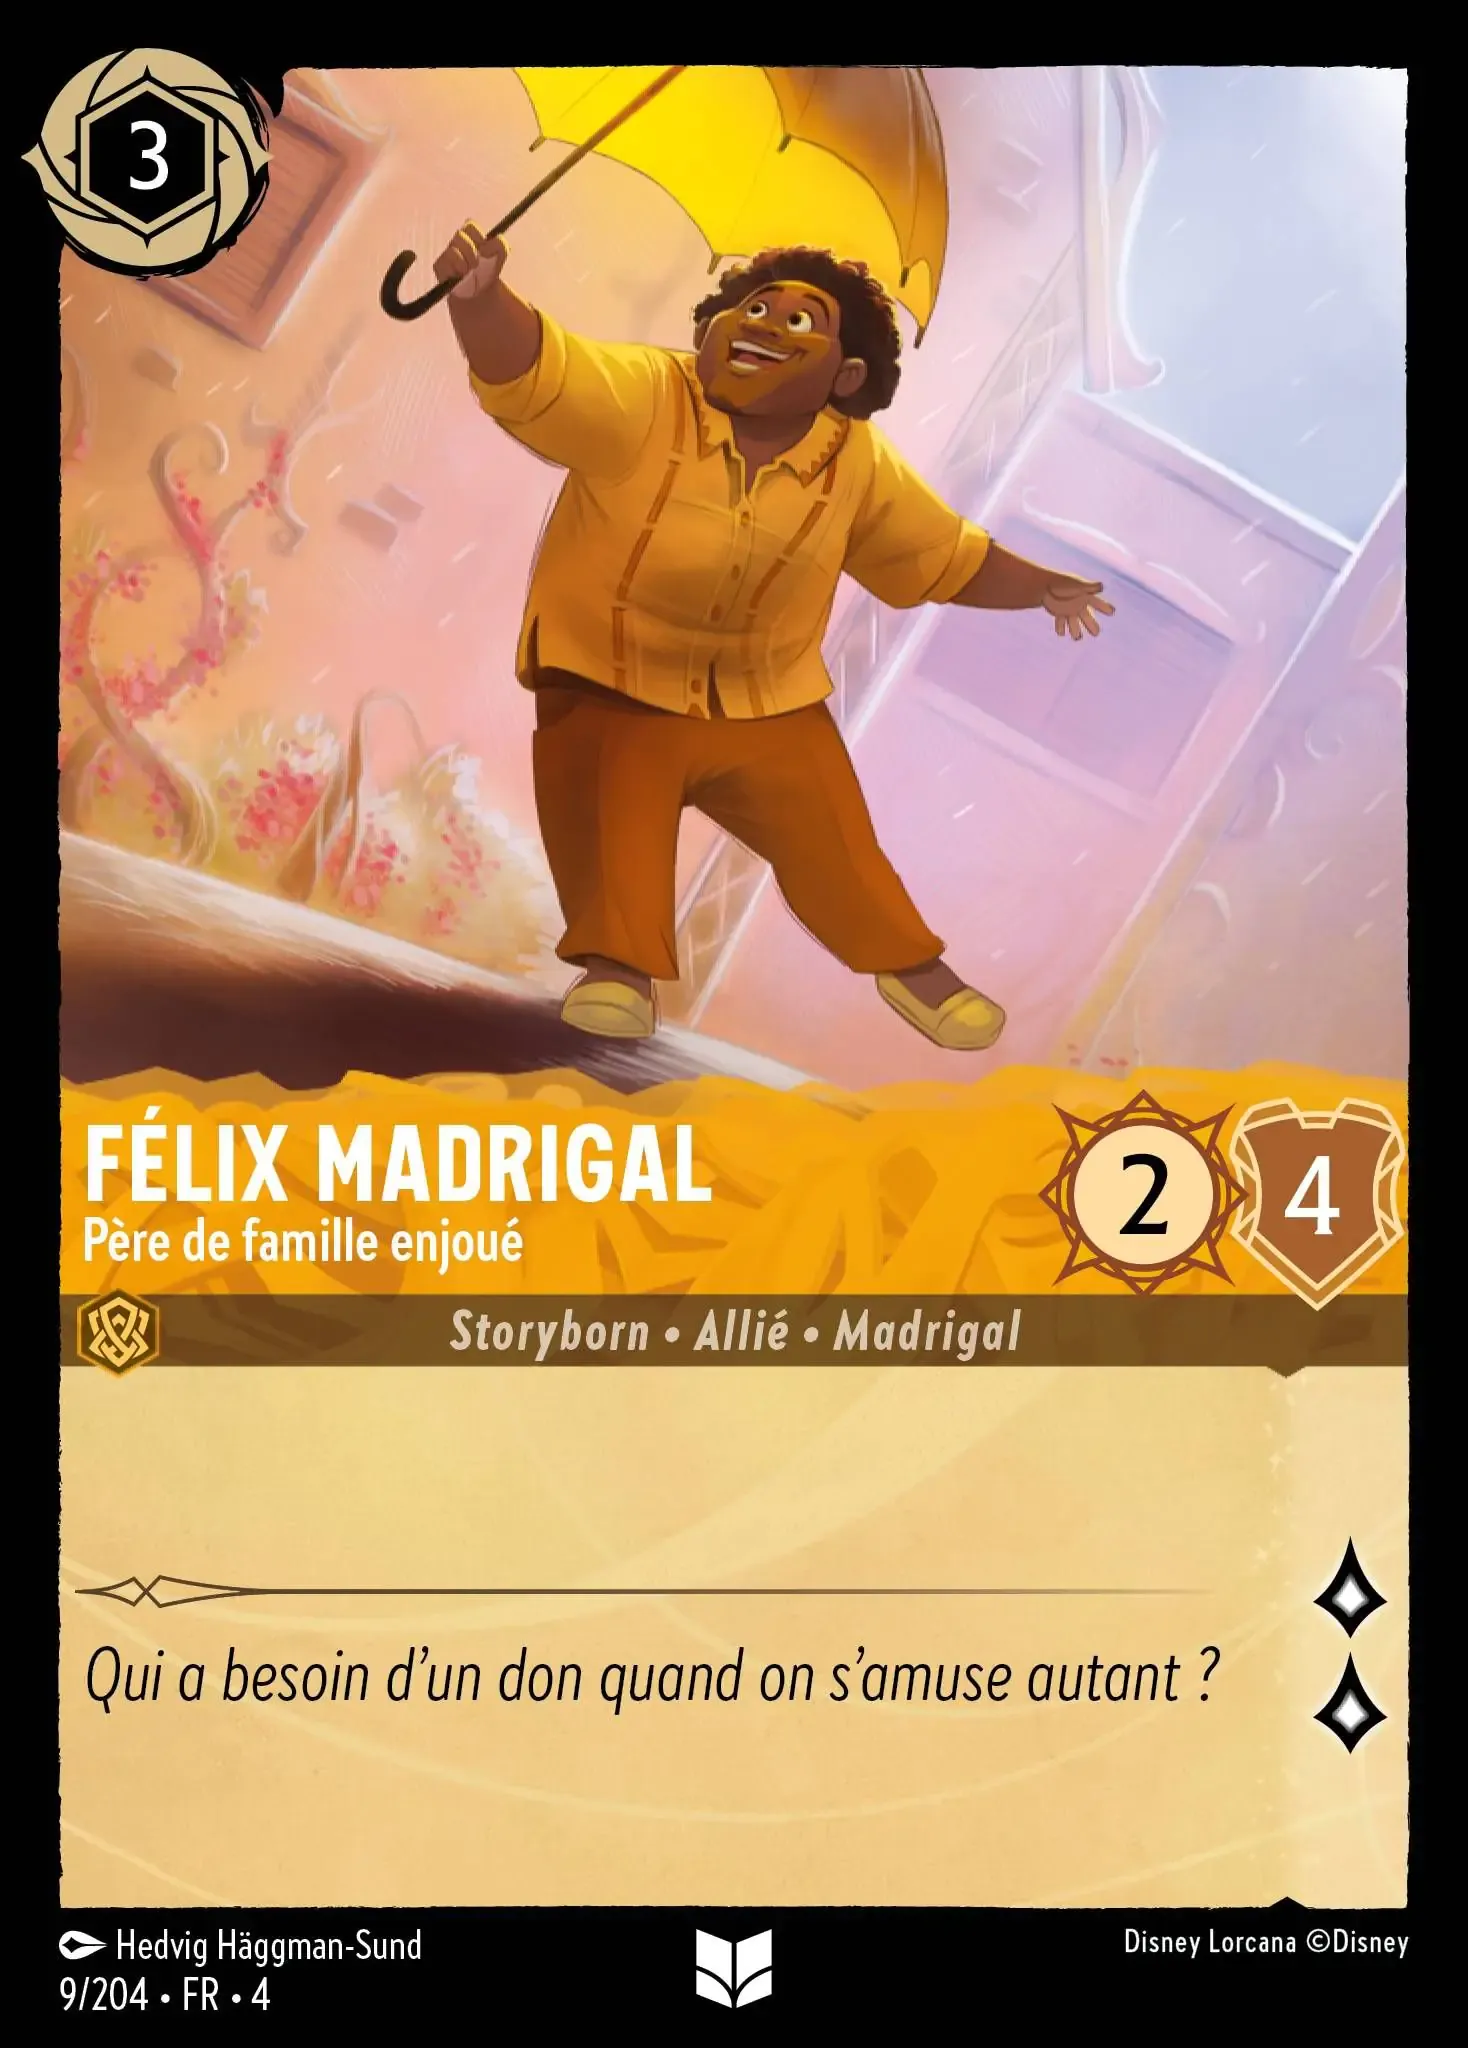 3
FÉLIX MADRIGAL
Père de famille enjoué
2
4
Storyborn • Allié • Madrigal
Qui a besoin d’un don quand on s’amuse autant ?
Hedvig Häggman-Sund
Disney Lorcana ©Disney
9/204 • FR • 4